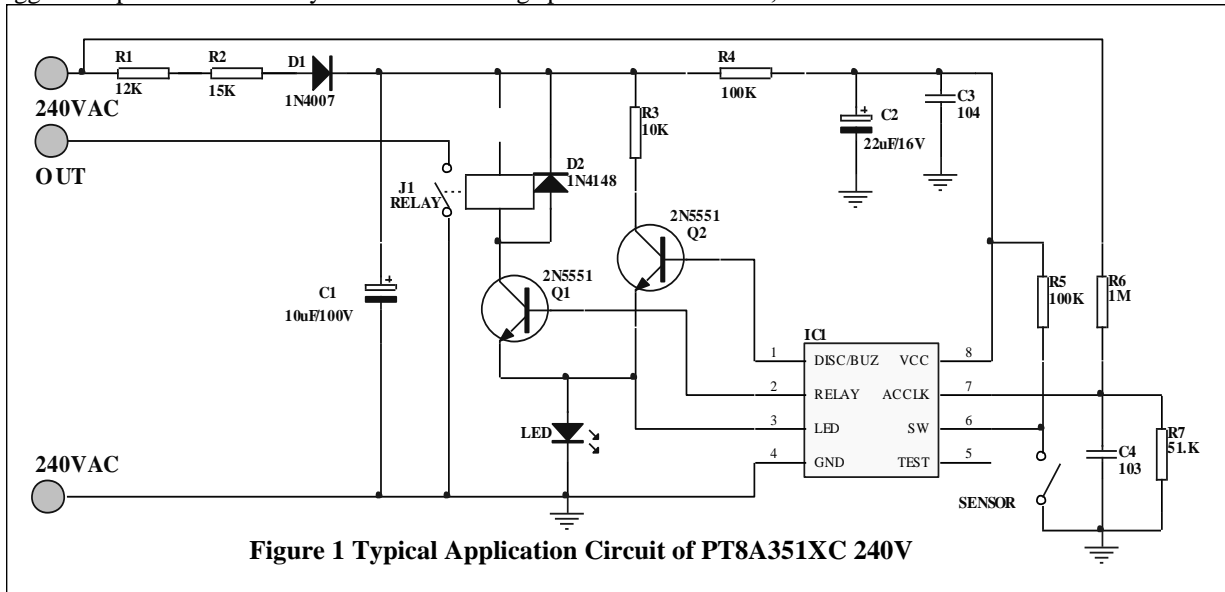 R1
12K
R2
15K
D1
1N4007
R4
100K
240VAC
OUT
R3
10K
C2
22uF/16V
C3
104
D2
1N4148
J1
RELAY
2N5551
Q2
2N5551
Q1
C1
10uF/100V
R5
100K
R6
1M
IC1
1 DISC/BUZ VCC 8
2 RELAY ACCLK 7
3 LED SW 6
4 GND TEST 5
LED
R7
51.K
C4
103
SENSOR
240VAC
Figure 1 Typical Application Circuit of PT8A351XC 240V